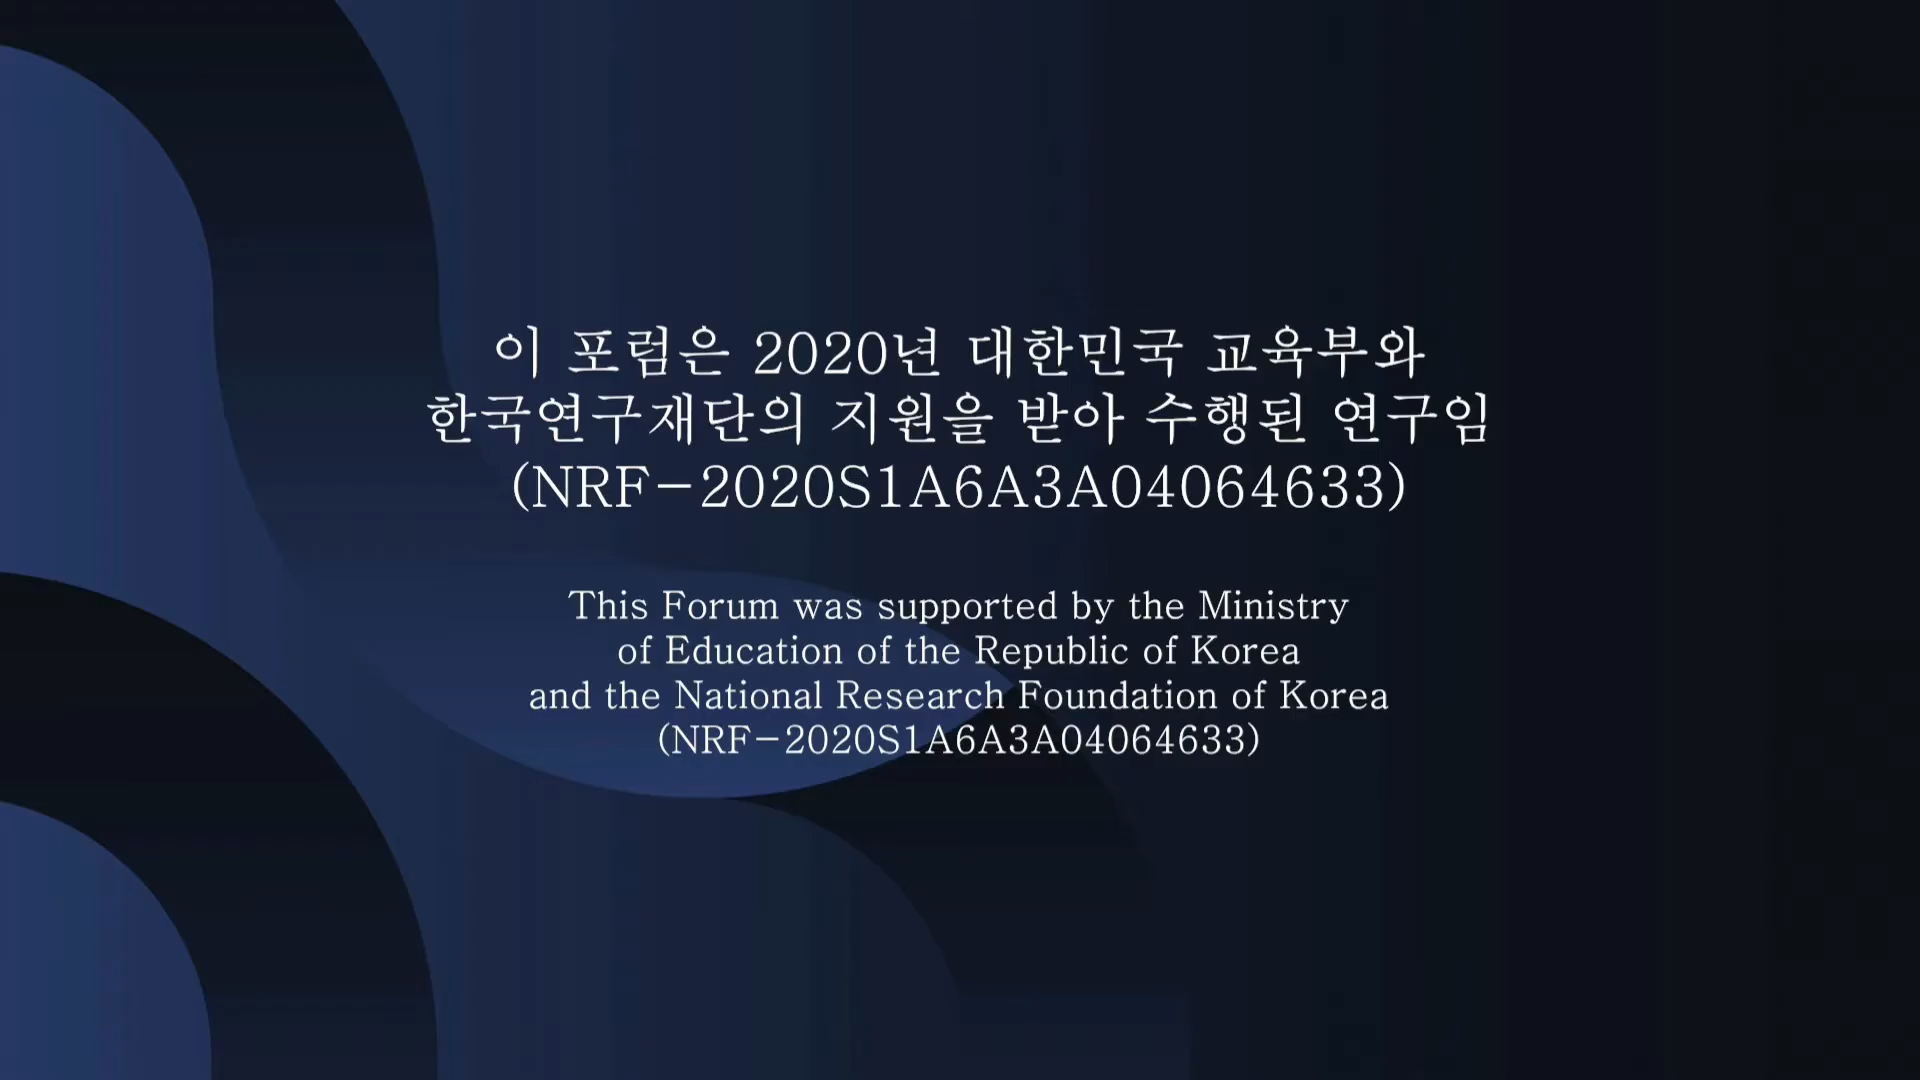 이 포럼은 2020년 대한민국 교육부와
한국연구재단의 지원을 받아 수행된 연구임
(NRF-2020S1A6A3A04064633)
This Forum was supported by the Ministry
of Education of the Republic of Korea
and the National Research Foundation of Korea
(NRF-2020S1A6A3A04064633)